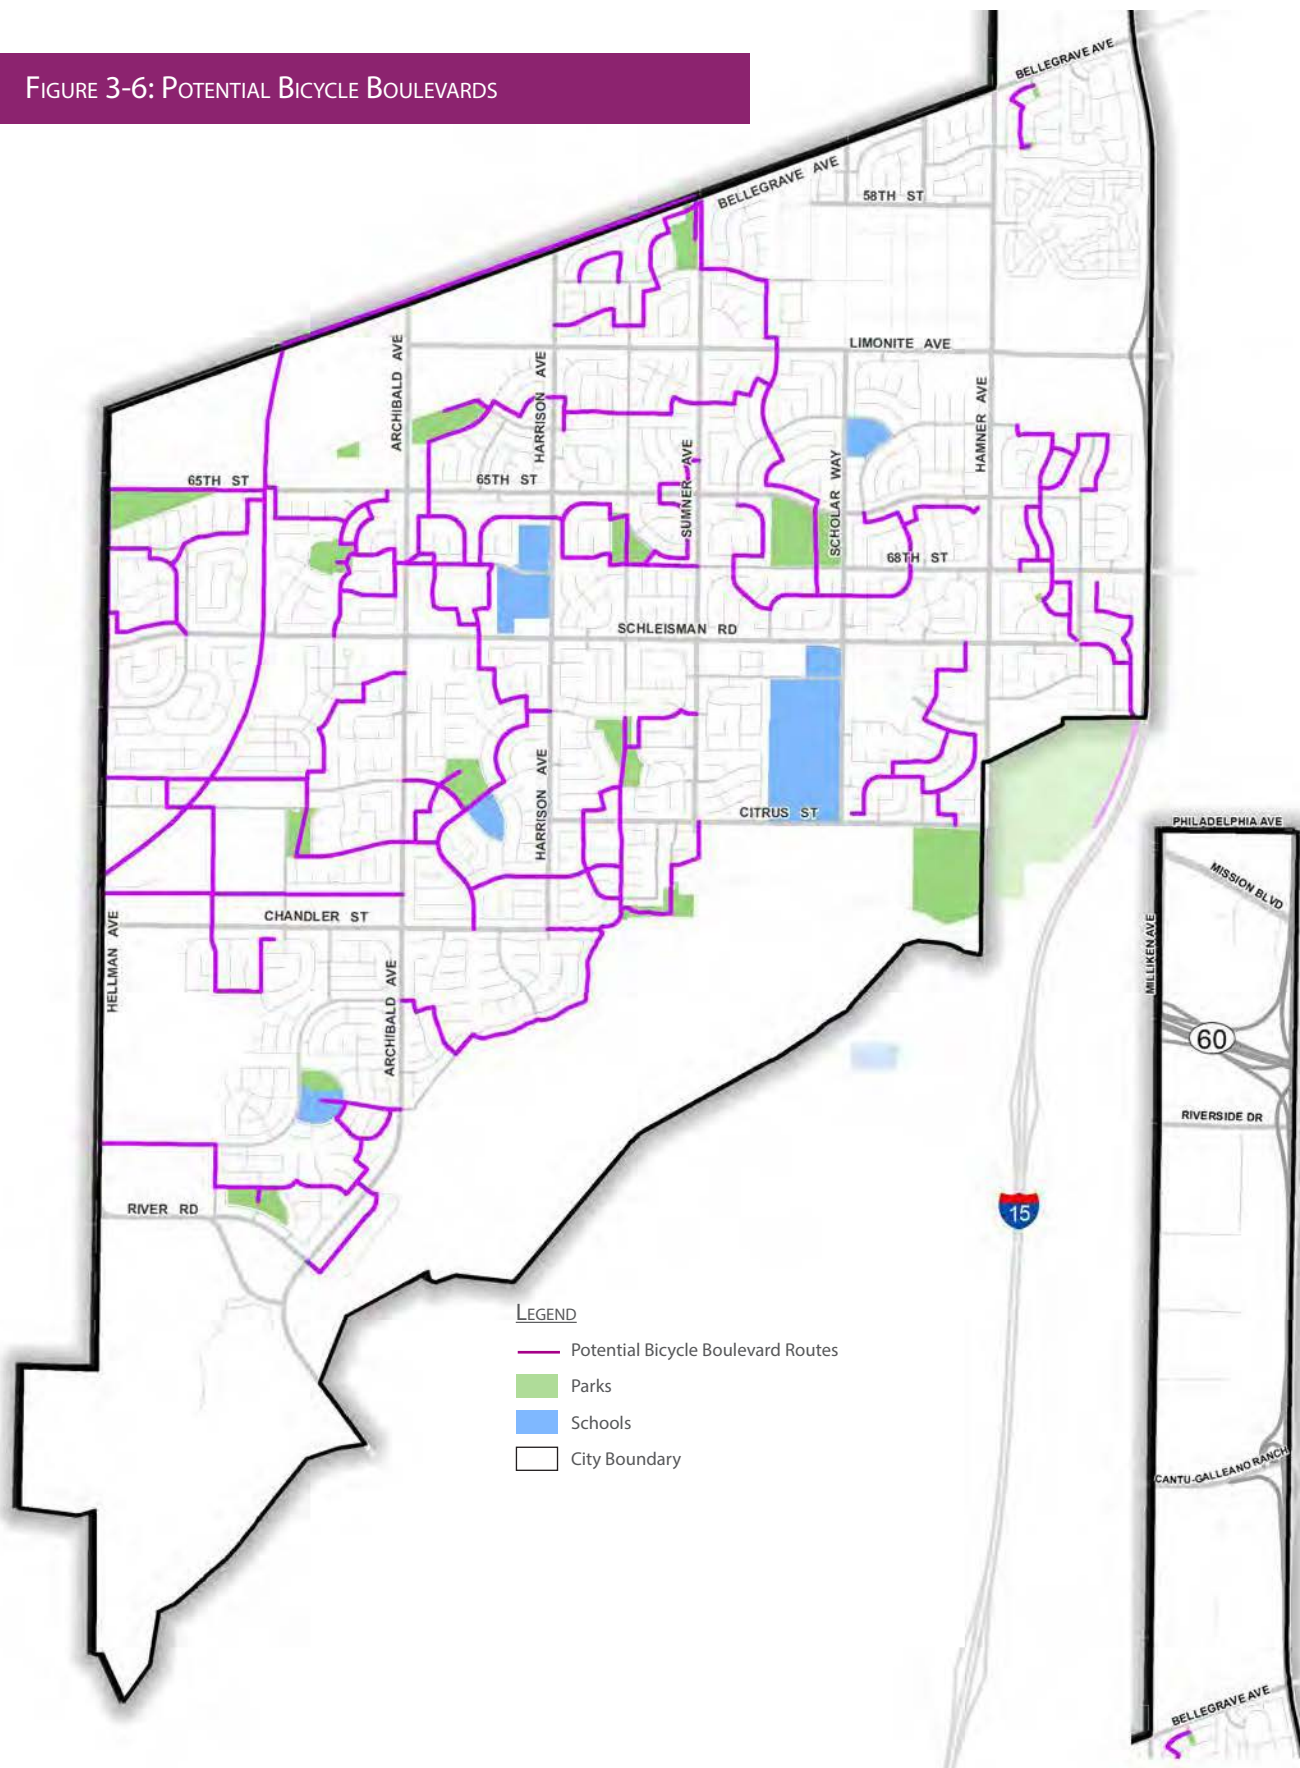 FIGURE 3-6: POTENTIAL BICYCLE BOULEVARDS
BELLEGRAVE AVE
BELLEGRAVE AVE
58TH ST
LIMONITE AVE
ARCHIBALD AVE
HARRISON AVE
HAMNER AVE
SUMNER AVE
SCHOLAR WAY
65TH ST
65TH ST
68TH ST
SCHLEISMAN RD
HARRISON AVE
CITRUS ST
PHILADELPHIA AVE
MISSION BLVD
CHANDLER ST
HELLMAN AVE
ARCHIBALD AVE
MILLIKEN AVE
60
RIVERSIDE DR
RIVER RD
15
LEGEND
Potential Bicycle Boulevard Routes
Parks
Schools
City Boundary
CANTU-GALLEANO RANCH
BELLEGRAVE AVE